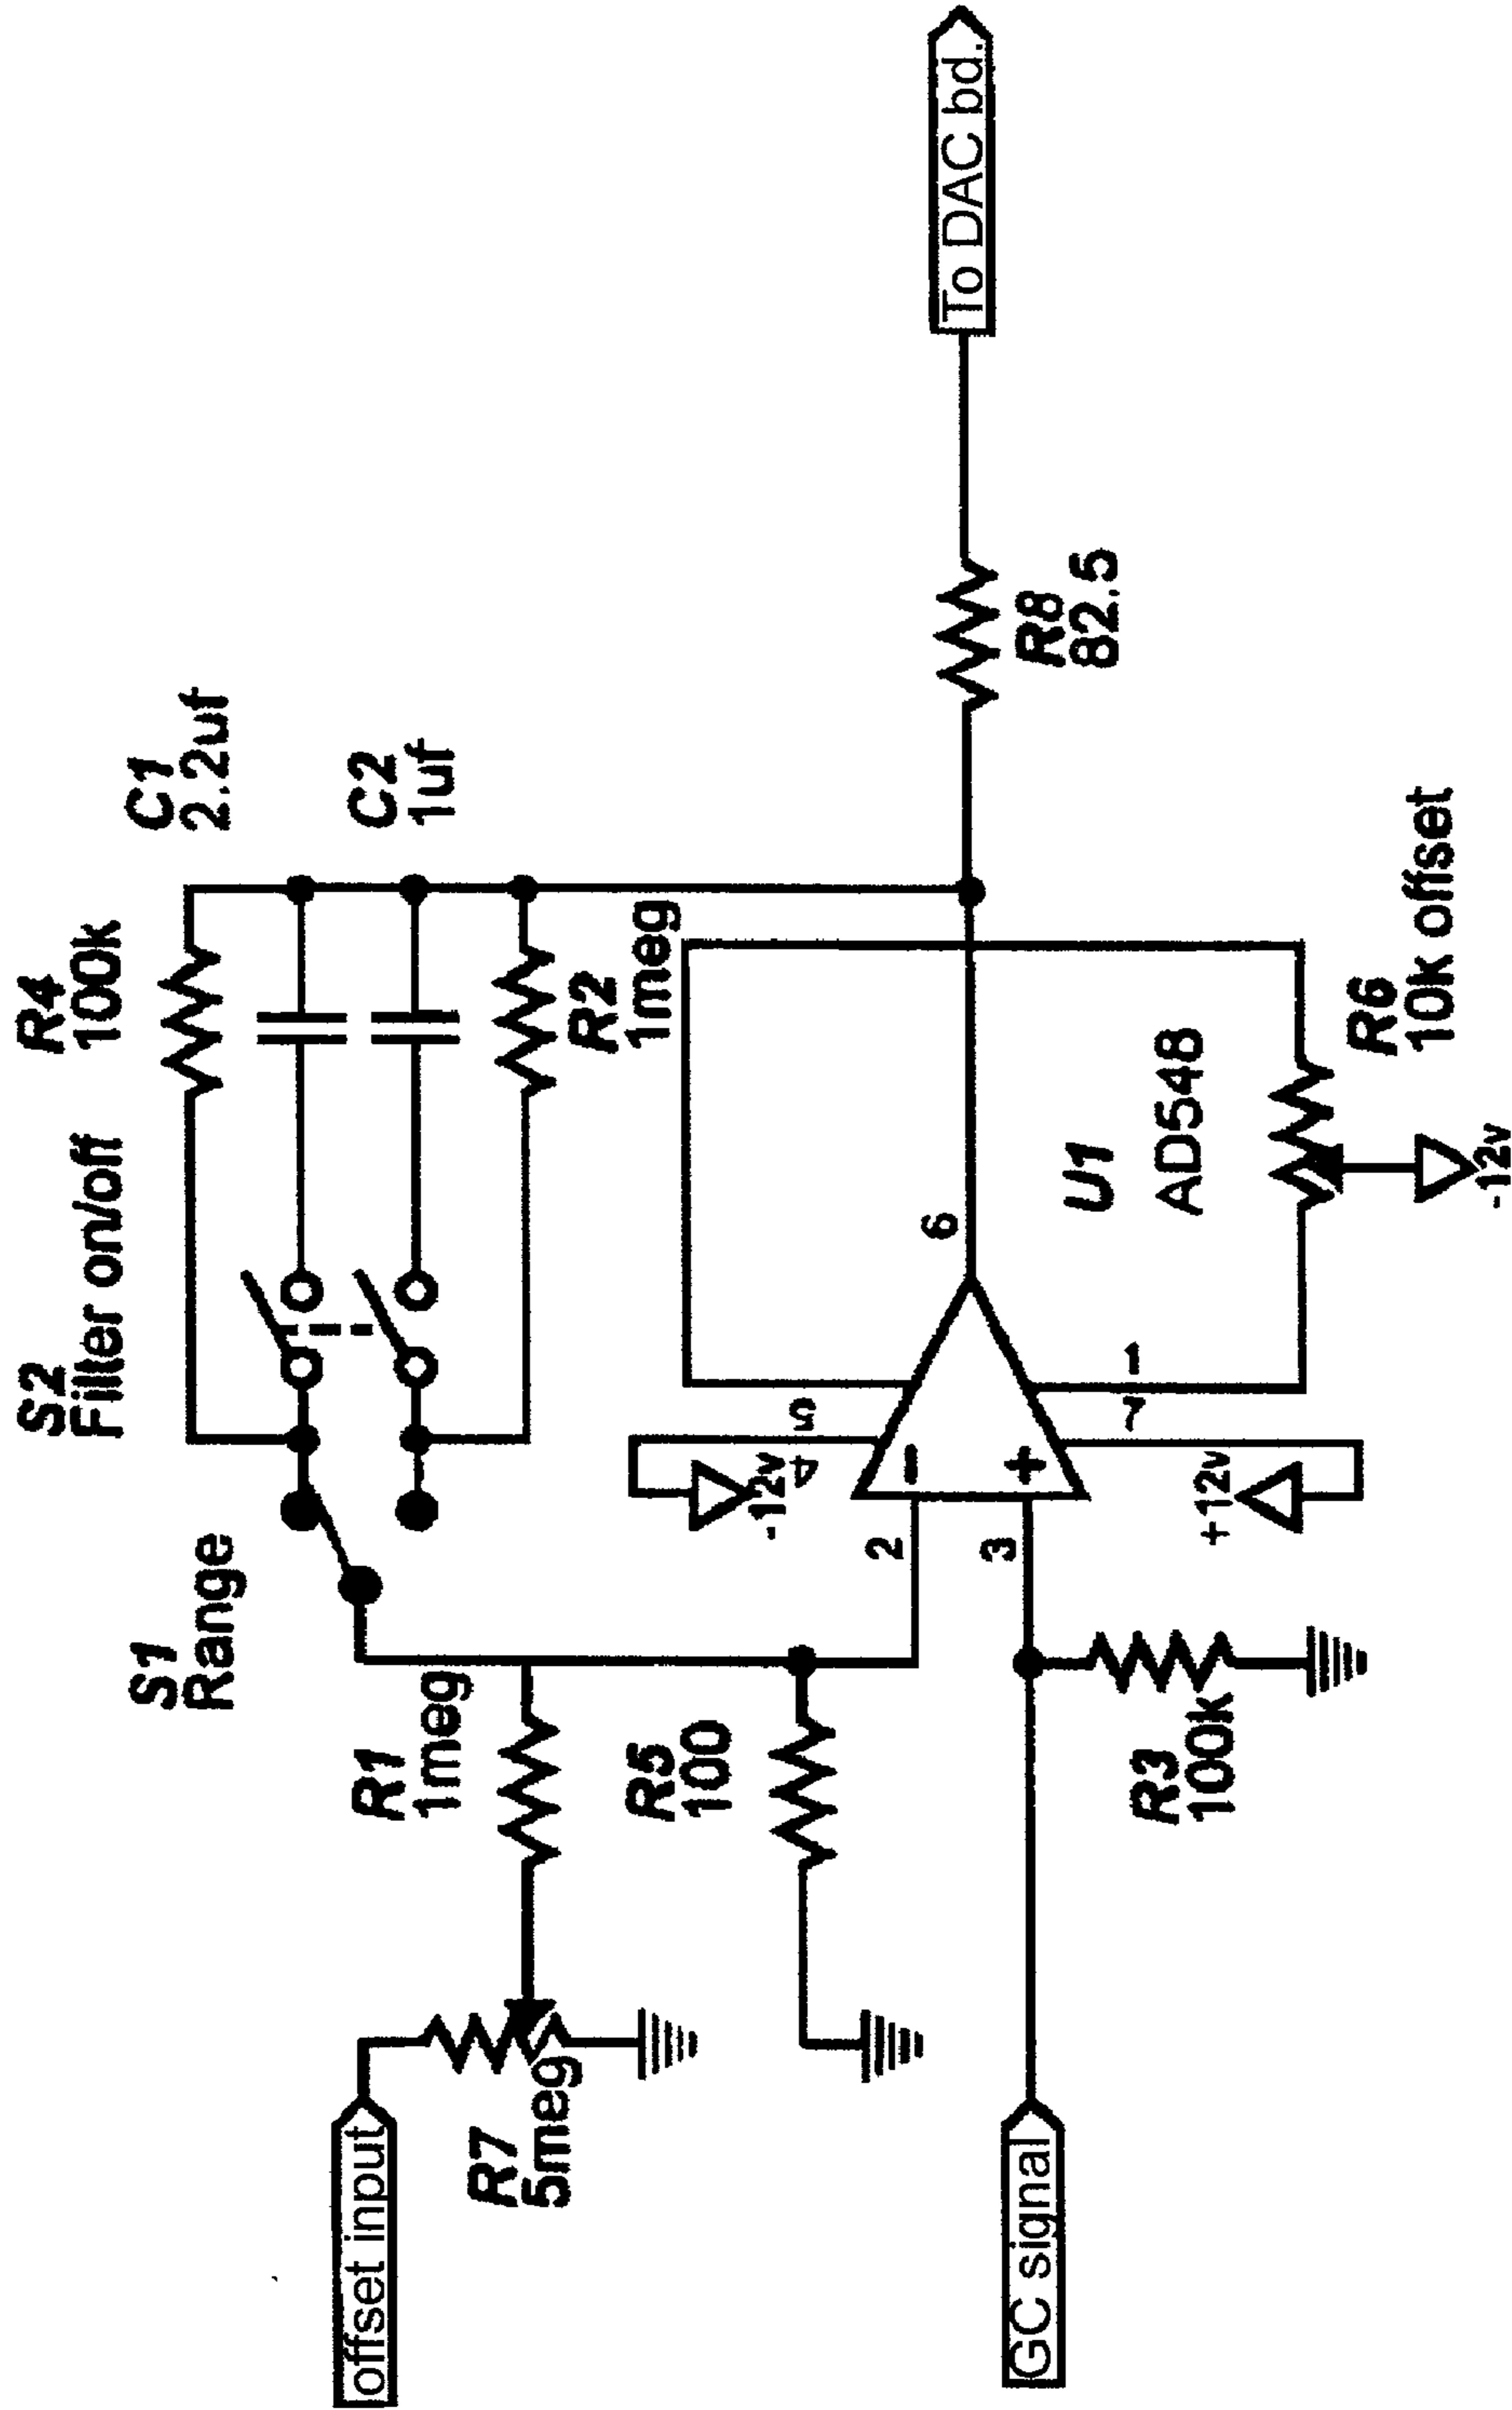 R4
100k
C1
2.2uf
S2
Filter on/off
C2
1uf
S1
Range
R2
1meg
R1
1meg
offset input
R7
5meg
R5
100
-12v
4
5
2
6
3
7
1
+12v
U1
AD548
R8
82.5
To DAC bd.
GC signal
R3
100k
R6
10k offset
-12v